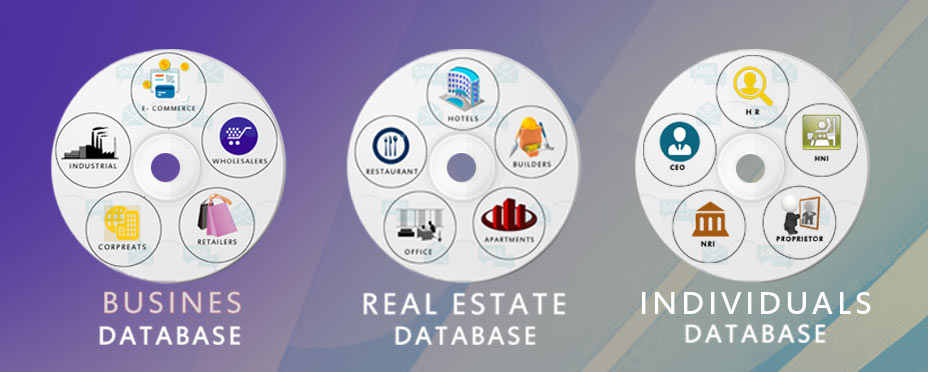 E- COMMERCE
WHOLESALERS
RETAILERS
CORPREATS
INDUSTRIAL
BUSINES
DATABASE
HOTELS
BUILDERS
APARTMENTS
OFFICE
RESTAURANT
REAL ESTATE
DATABASE
H R
HNI
PROPRIETOR
NRI
CEO
INDIVIDUALS
DATABASE
SMS